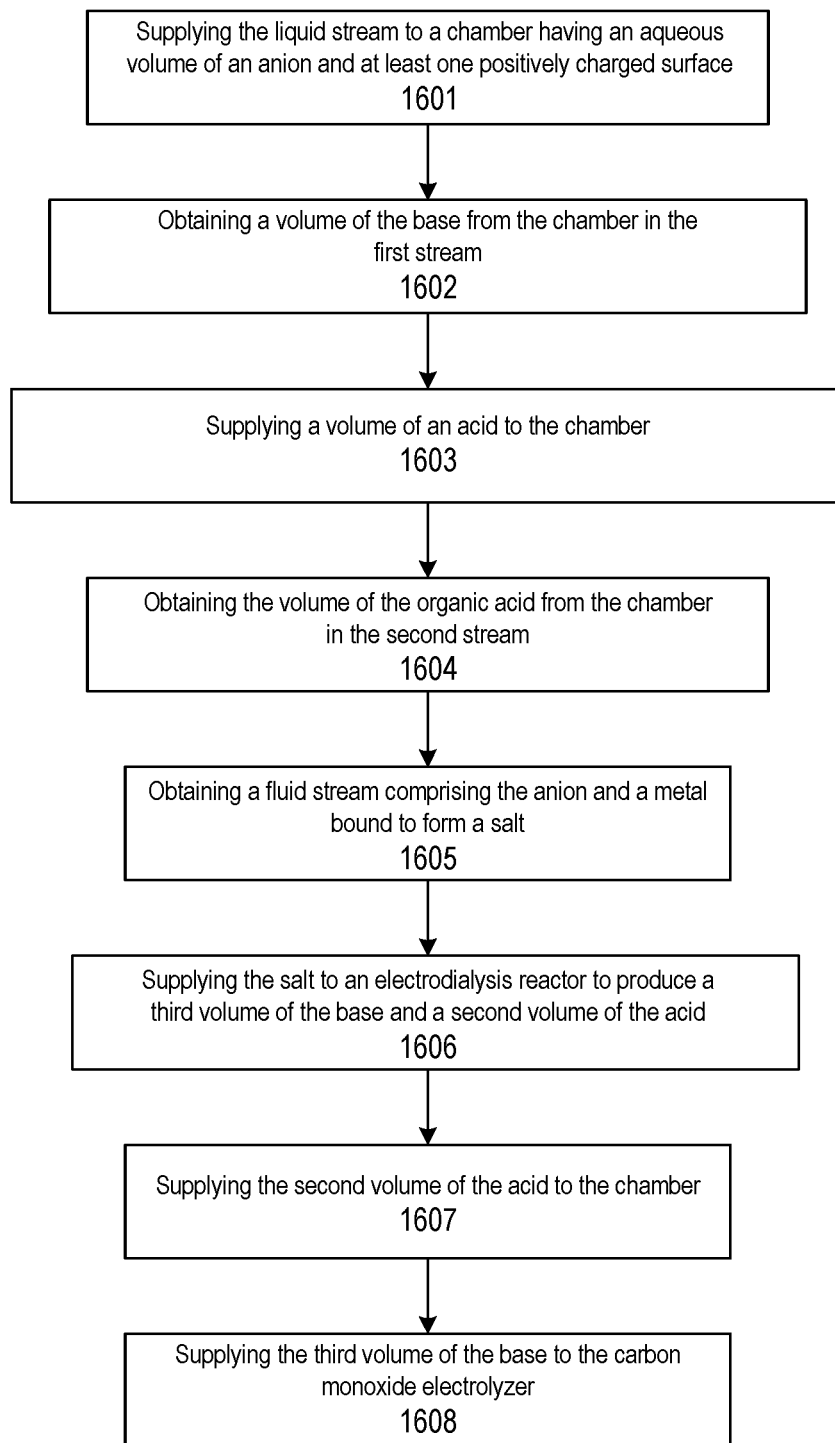 Supplying the liquid stream to a chamber having an aqueous
volume of an anion and at least one positively charged surface
1601
Obtaining a volume of the base from the chamber in the
first stream
1602
Supplying a volume of an acid to the chamber
1603
Obtaining the volume of the organic acid from the chamber
in the second stream
1604
Obtaining a fluid stream comprising the anion and a metal
bound to form a salt
1605
Supplying the salt to an electrodialysis reactor to produce a
third volume of the base and a second volume of the acid
1606
Supplying the second volume of the acid to the chamber
1607
Supplying the third volume of the base to the carbon
monoxide electrolyzer
1608